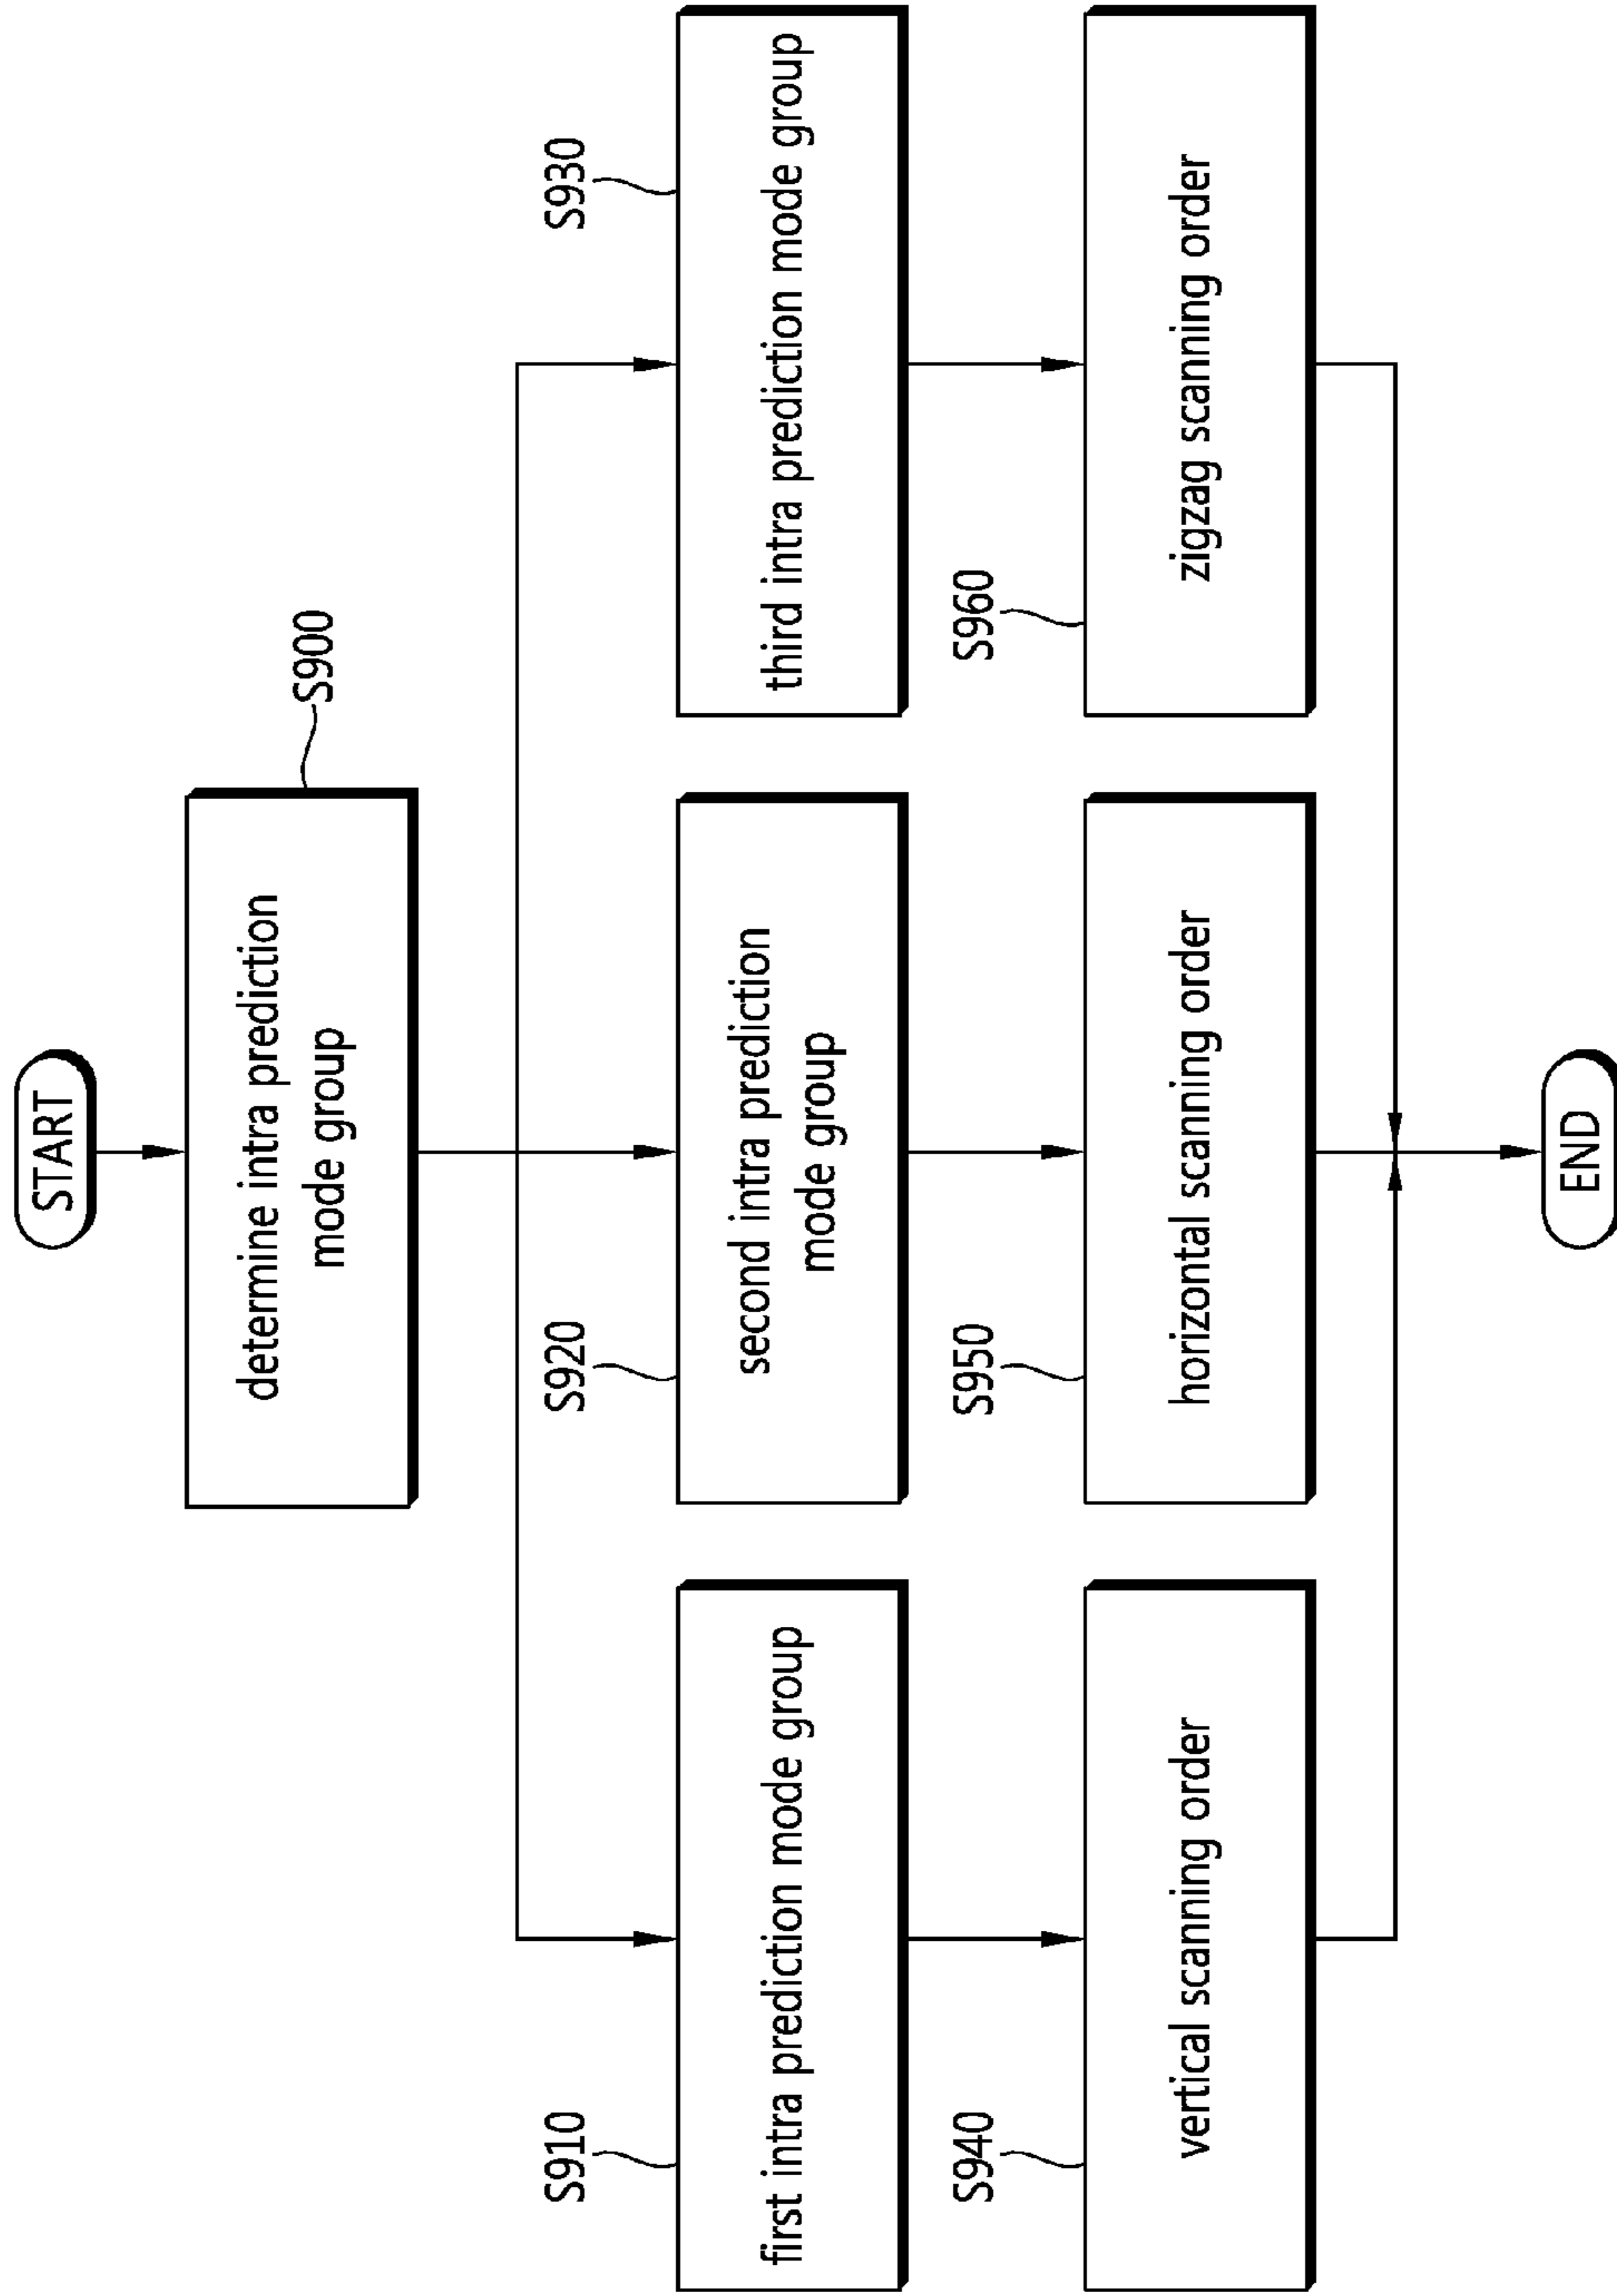 START
determine intra prediction
mode group
S900
S910
first intra prediction mode group
S920
second intra prediction
mode group
S930
third intra prediction mode group
S940
vertical scanning order
S950
horizontal scanning order
S960
zigzag scanning order
END